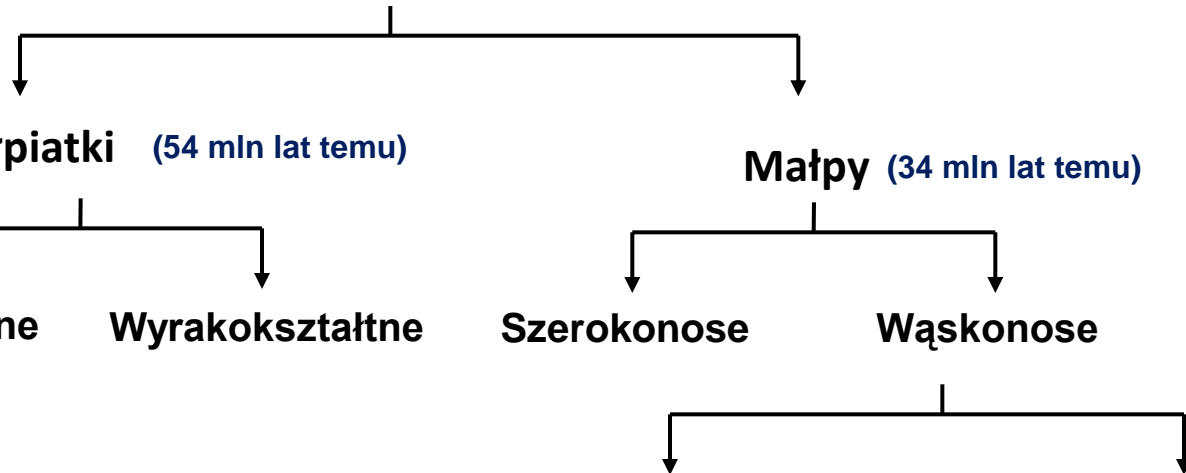 rpiatki (54 mln lat temu)
Małpy (34 mln lat temu)
ne Wyrakokształtne Szerokonose Wąskonose